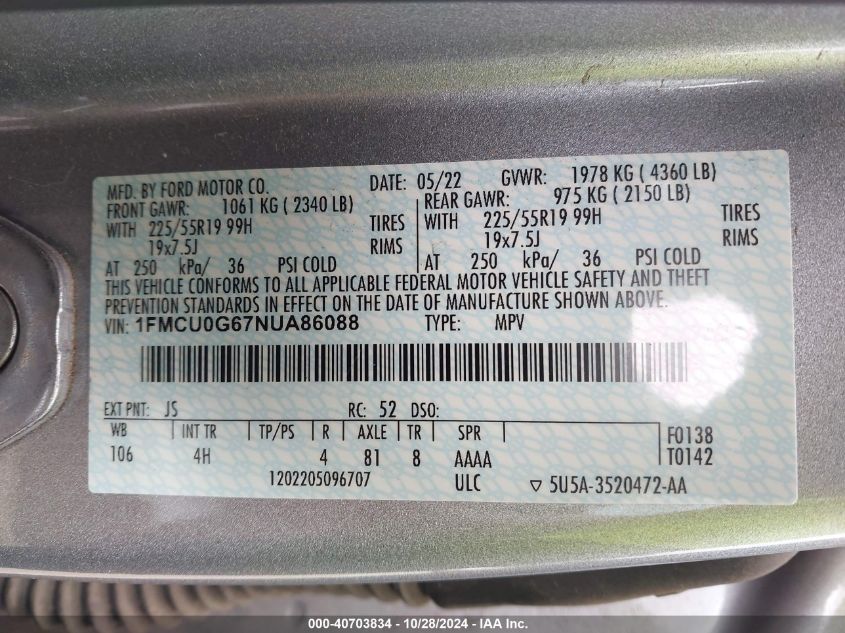 MFD. BY FORD MOTOR CO. DATE: 05/22 GVWR: 1978 KG ( 4360 LB)
FRONT GAWR: 1061 KG ( 2340 LB) REAR GAWR: 975 KG ( 2150 LB)
WITH 225/55R19 99H TIRES WITH 225/55R19 99H TIRES
19x7.5J RIMS 19x7.5J RIMS
AT 250 kPa/ 36 PSI COLD AT 250 kPa/ 36 PSI COLD
THIS VEHICLE CONFORMS TO ALL APPLICABLE FEDERAL MOTOR VEHICLE SAFETY AND THEFT
PREVENTION STANDARDS IN EFFECT ON THE DATE OF MANUFACTURE SHOWN ABOVE.
VIN: 1FMCU0G67NUA86088 TYPE: MPV
EXT PNT: JS RC: 52 DSO:
WB INT TR TP/PS R AXLE TR SPR F0138
106 4H 4 81 8 AAAA T0142
1202205096707 ULC ▽ 5U5A-3520472-AA
000-40703834 - 10/28/2024 - IAA Inc.